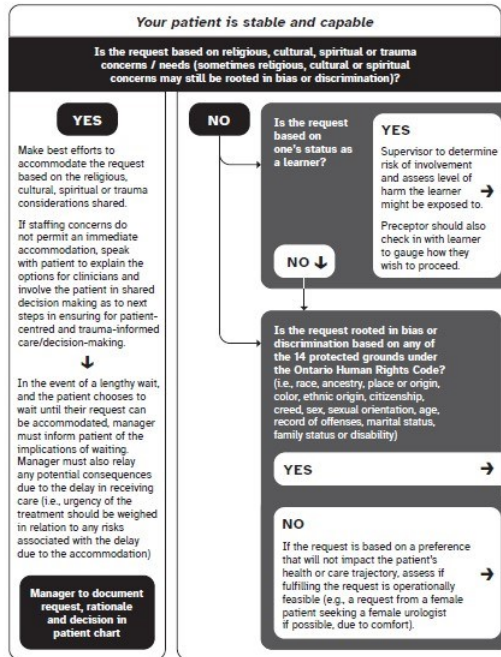 Your patient is stable and capable
Is the request based on religious, cultural, spiritual or trauma
concerns / needs (sometimes religious, cultural or spiritual
concerns may still be rooted in bias or discrimination)?
YES
Make best efforts to
accommodate the request
based on the religious,
cultural, spiritual or trauma
considerations shared.
If staffing concerns do
not permit an immediate
accommodation, speak
with patient to explain the
options for clinicians and
involve the patient in shared
decision making as to next
steps in ensuring for patient-
centred and trauma-informed
care/decision-making.
↓
In the event of a lengthy wait,
and the patient chooses to
wait until their request can
be accommodated, manager
must inform patient of the
implications of waiting.
Manager must also relay
any potential consequences
due to the delay in receiving
care (i.e., urgency of the
treatment should be weighed
in relation to any risks
associated with the delay
due to the accommodation)
Manager to document
request, rationale
and decision in
patient chart
NO
Is the request
based on
one's status as
a learner?
YES
Supervisor to determine
risk of involvement
and assess level of
harm the learner
might be exposed to. →
Preceptor should also
check in with learner
to gauge how they
wish to proceed.
NO ↓
Is the request rooted in bias or
discrimination based on any of
the 14 protected grounds under
the Ontario Human Rights Code?
(i.e., race, ancestry, place or origin,
color, ethnic origin, citizenship,
creed, sex, sexual orientation, age,
record of offenses, marital status,
family status or disability)
YES →
NO →
If the request is based on a preference
that will not impact the patient's
health or care trajectory, assess if
fulfilling the request is operationally
feasible (e.g., a request from a female
patient seeking a female urologist
if possible, due to comfort).